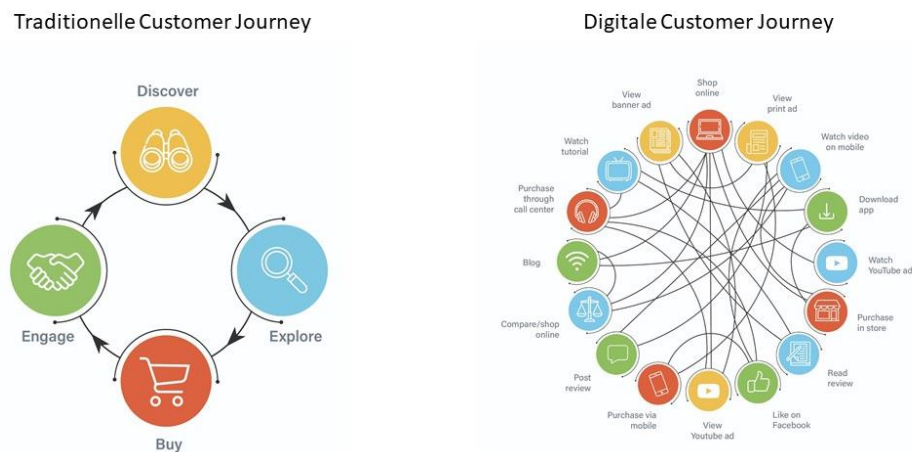 Traditionelle Customer Journey
Digitale Customer Journey
Discover
Engage
Explore
Buy
Shop
online
View
print ad
Watch video
on mobile
Download
app
Watch
YouTube ad
Purchase
in store
Read
review
Like on
Facebook
View
Youtube ad
Purchase via
mobile
Post
review
Compare/shop
online
Blog
Purchase
through
call center
Watch
tutorial
View
banner ad